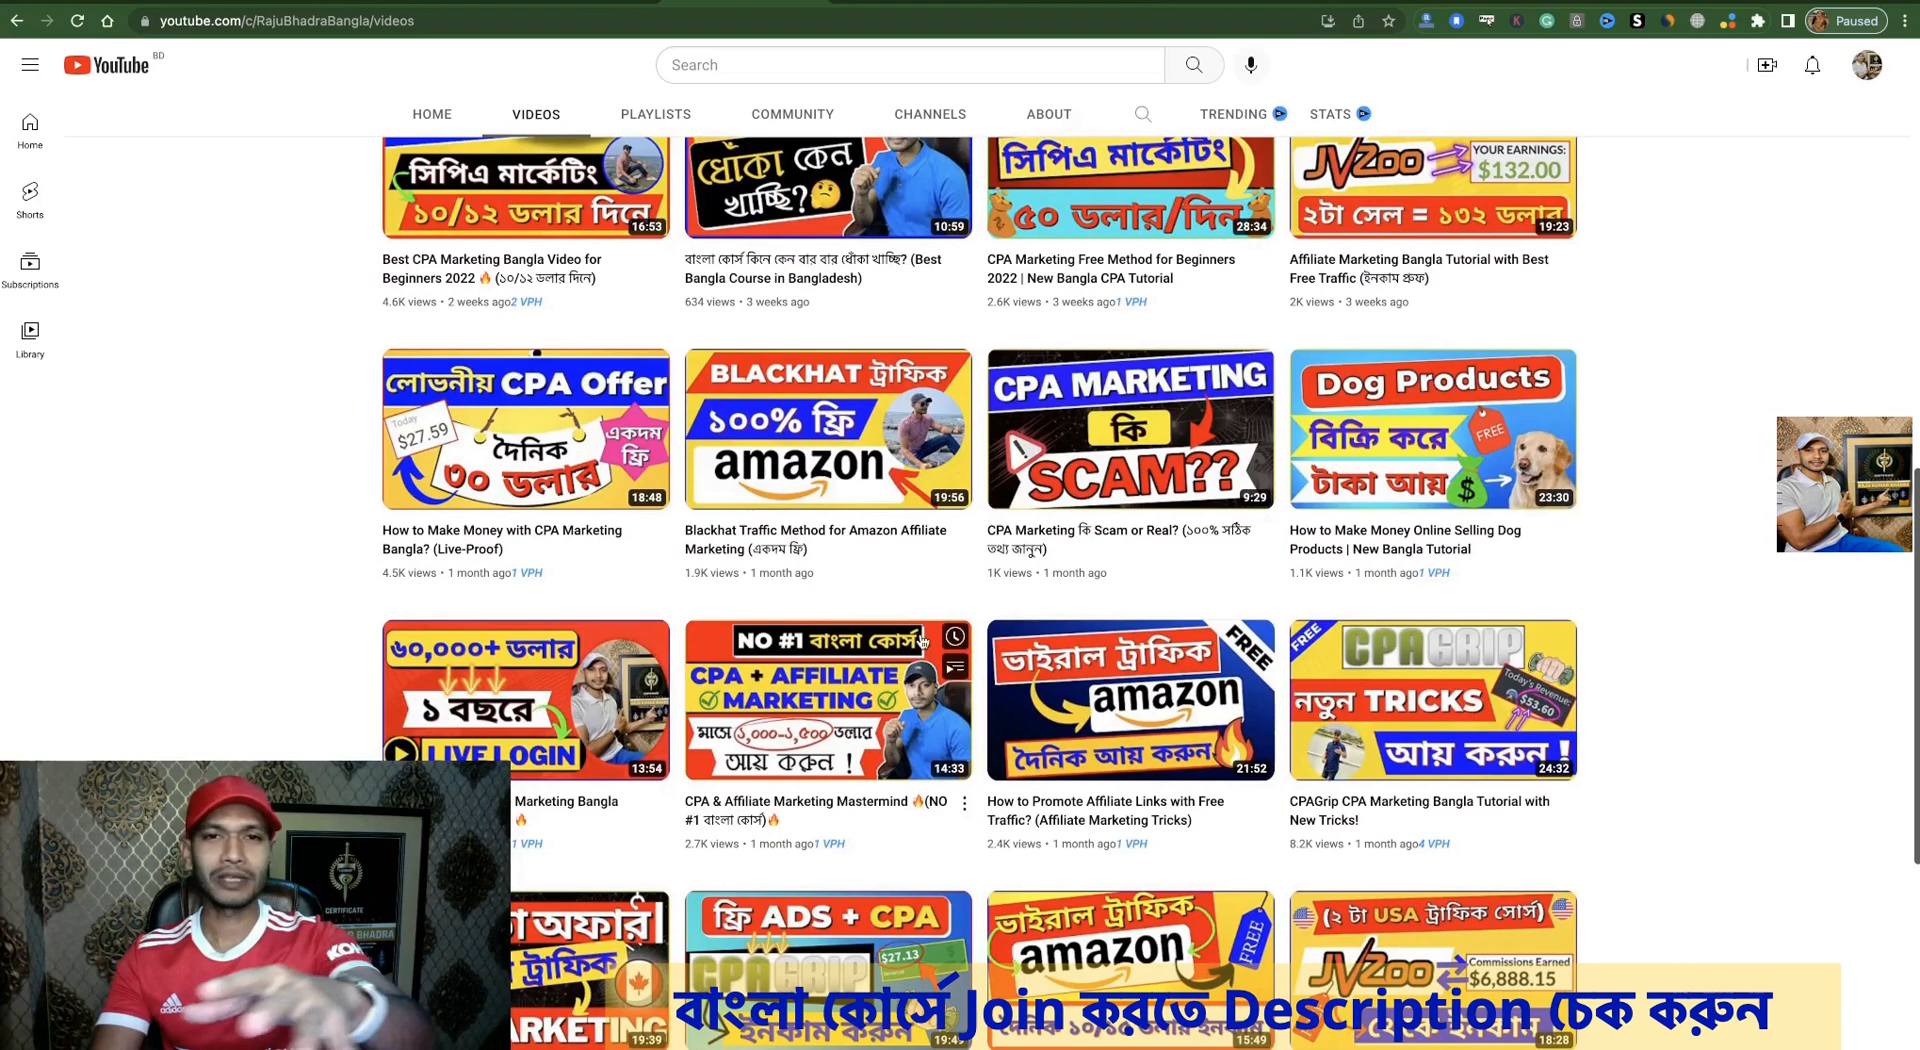 youtube.com/c/RajuBhadraBangla/videos
Paused
YouTube BD
Search
HOME VIDEOS PLAYLISTS COMMUNITY CHANNELS ABOUT TRENDING STATS
Home
Shorts
Subscriptions
Library
সিপিএ মার্কেটিং
১০/১২ ডলার দিনে
16:53
ধোঁকা কেন
খাচ্ছি?
10:59
সিপিএ মার্কেটিং
৫০ ডলার/দিন
28:34
JVZoo
YOUR EARNINGS:
$132.00
২টা সেল = ১৩২ ডলার
19:23
Best CPA Marketing Bangla Video for
Beginners 2022 🔥 (১০/১২ ডলার দিনে)
4.6K views • 2 weeks ago2 VPH
বাংলা কোর্স কিনে কেন বার বার ধোঁকা খাচ্ছি? (Best
Bangla Course in Bangladesh)
634 views • 3 weeks ago
CPA Marketing Free Method for Beginners
2022 | New Bangla CPA Tutorial
2.6K views • 3 weeks ago1 VPH
Affiliate Marketing Bangla Tutorial with Best
Free Traffic (ইনকাম প্রুফ)
2K views • 3 weeks ago
লোভনীয় CPA Offer
Today
$27.59
দৈনিক
৩০ ডলার
একদম
ফ্রি
18:48
BLACKHAT ট্রাফিক
১০০% ফ্রি
amazon
19:56
CPA MARKETING
কি
SCAM??
9:29
Dog Products
বিক্রি করে
FREE
টাকা আয়
$
23:30
How to Make Money with CPA Marketing
Bangla? (Live-Proof)
4.5K views • 1 month ago1 VPH
Blackhat Traffic Method for Amazon Affiliate
Marketing (একদম ফ্রি)
1.9K views • 1 month ago
CPA Marketing কি Scam or Real? (১০০% সঠিক
তথ্য জানুন)
1K views • 1 month ago
How to Make Money Online Selling Dog
Products | New Bangla Tutorial
1.1K views • 1 month ago1 VPH
৬০,০০০+ ডলার
১ বছরে
LIVE LOGIN
13:54
NO #1 বাংলা কোর্স
CPA + AFFILIATE
MARKETING
মাসে ১,০০০-১,৫০০ ডলার
আয় করুন !
14:33
ভাইরাল ট্রাফিক
FREE
amazon
দৈনিক আয় করুন
21:52
FREE
CPAGRIP
নতুন TRICKS
Today's Revenue:
$53.60
আয় করুন !
24:32
Marketing Bangla
🔥
1 VPH
CPA & Affiliate Marketing Mastermind 🔥(NO
#1 বাংলা কোর্স)🔥
2.7K views • 1 month ago1 VPH
How to Promote Affiliate Links with Free
Traffic? (Affiliate Marketing Tricks)
2.4K views • 1 month ago1 VPH
CPAGrip CPA Marketing Bangla Tutorial with
New Tricks!
8.2K views • 1 month ago4 VPH
অফার
ট্রাফিক
MARKETING
19:39
ফ্রি ADS + CPA
CPAGRIP
$27.13
ইনকাম করুন
ভাইরাল ট্রাফিক
amazon
FREE
দৈনিক ১০/
15:49
(২ টা USA ট্রাফিক সোর্স)
JVZoo
Commissions Earned
$6,888.15
18:28
CERTIFICATE
বাংলা কোর্সে Join করতে Description চেক করুন